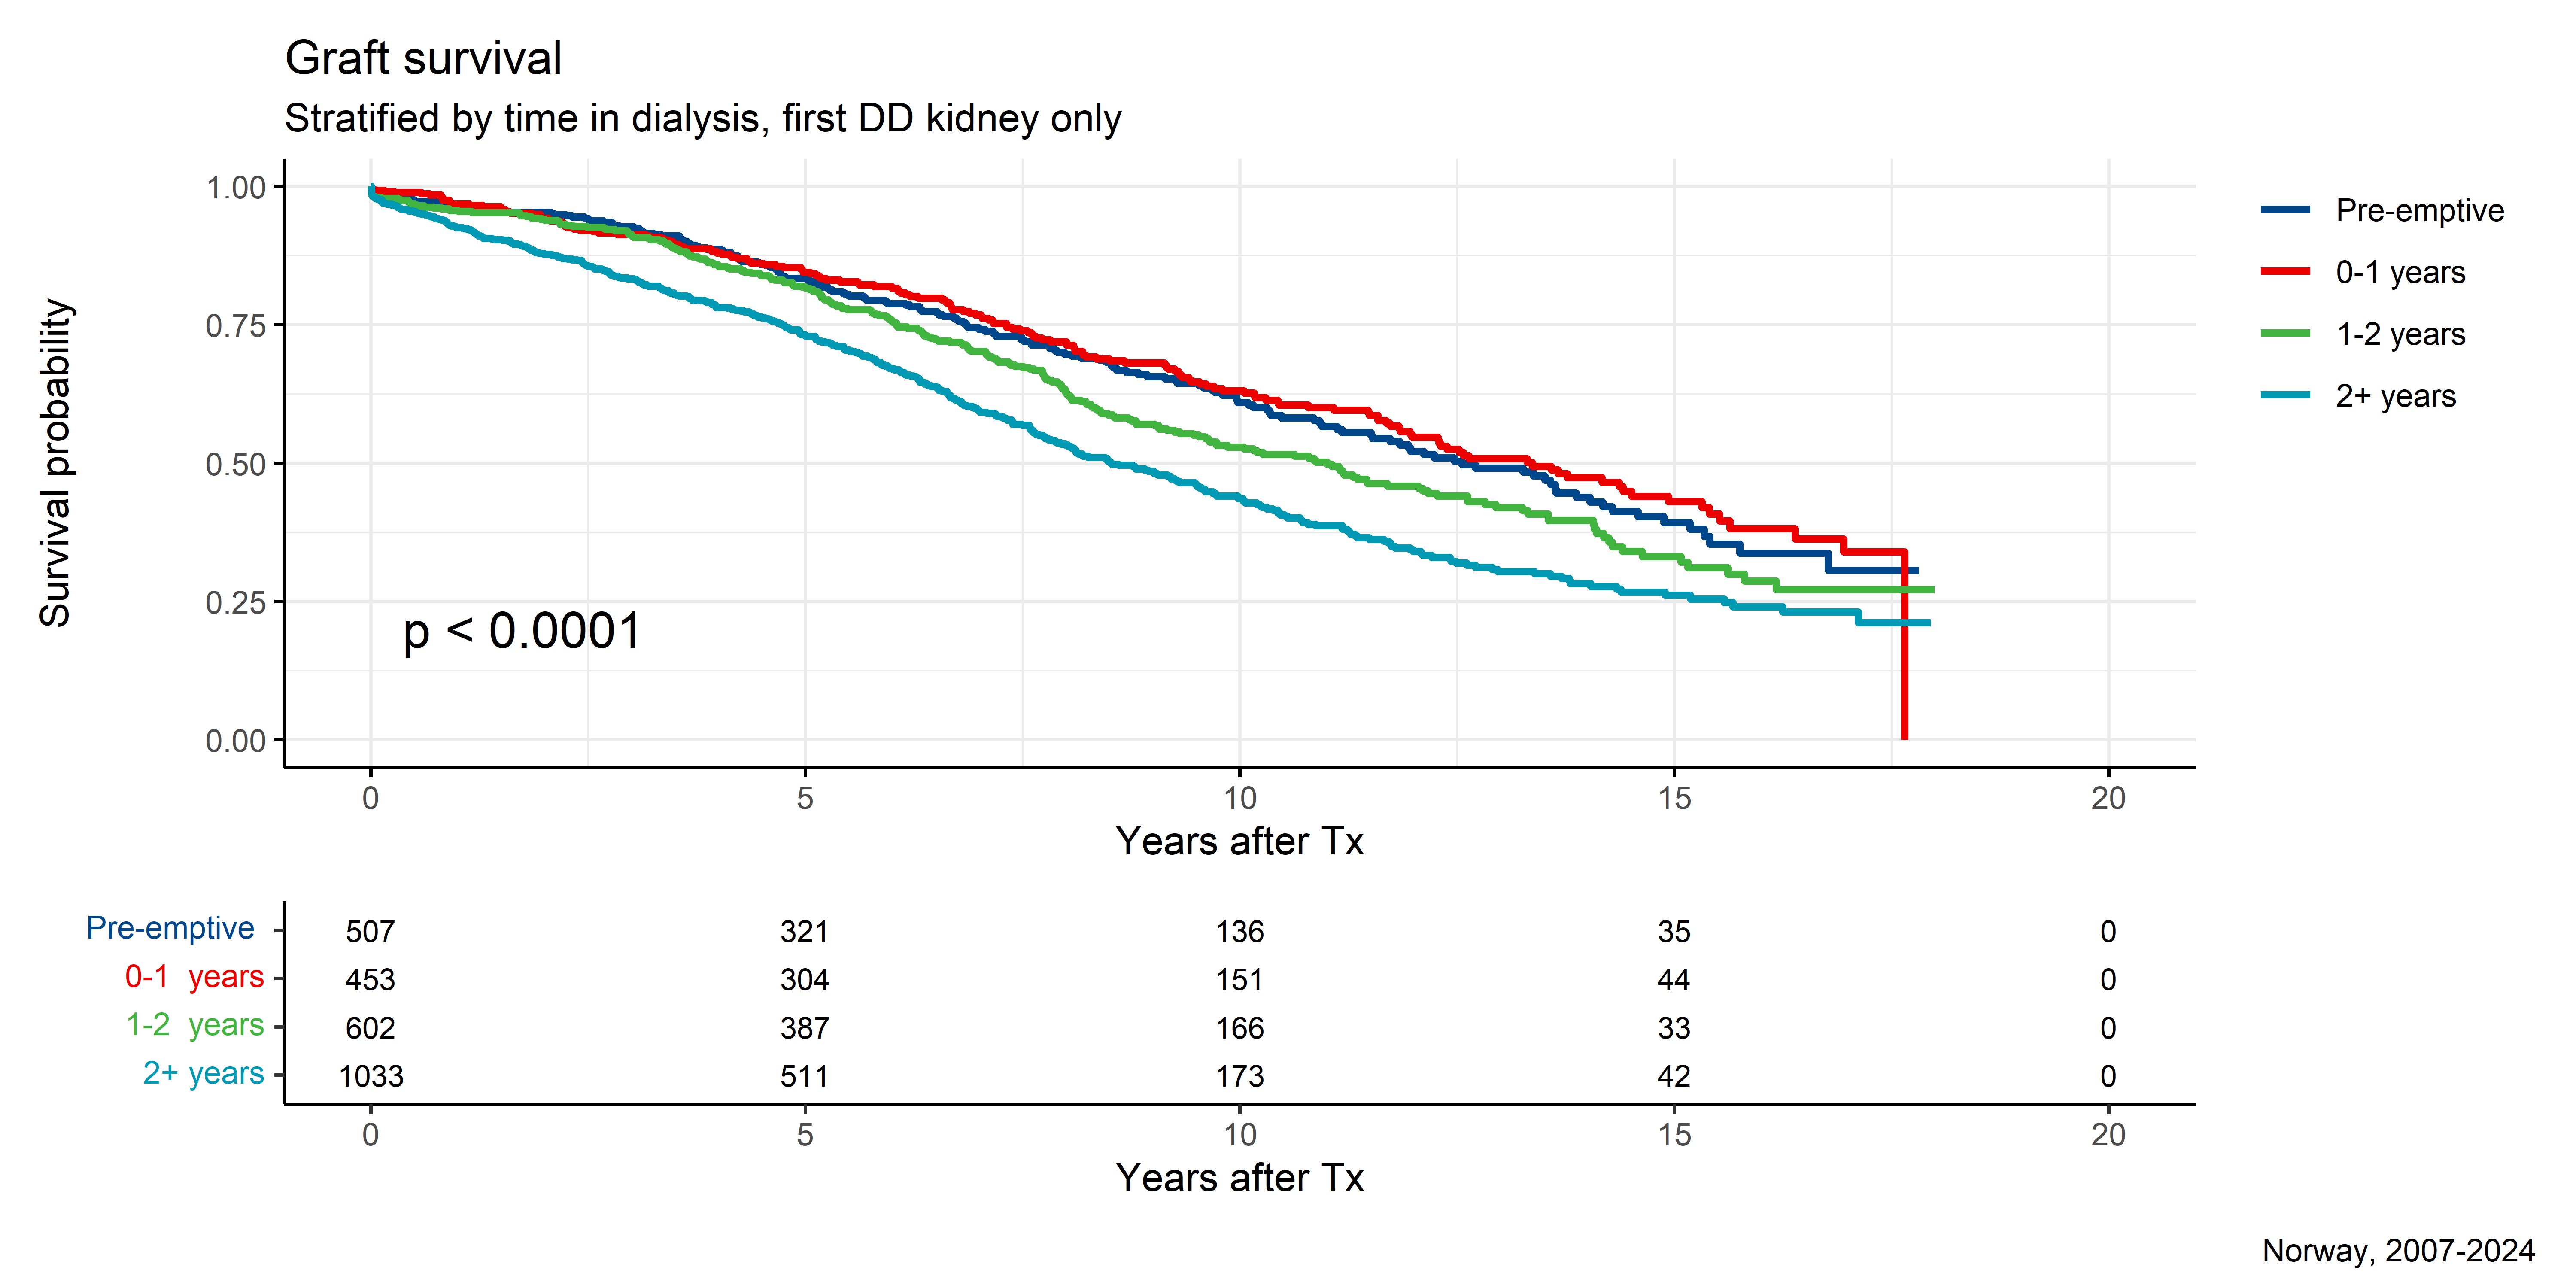 Graft survival
Stratified by time in dialysis, first DD kidney only
Survival probability
1.00
0.75
0.50
0.25
0.00
p < 0.0001
0 5 10 15 20
Years after Tx
Pre-emptive
0-1 years
1-2 years
2+ years
Pre-emptive 507 321 136 35 0
0-1 years 453 304 151 44 0
1-2 years 602 387 166 33 0
2+ years 1033 511 173 42 0
0 5 10 15 20
Years after Tx
Norway, 2007-2024